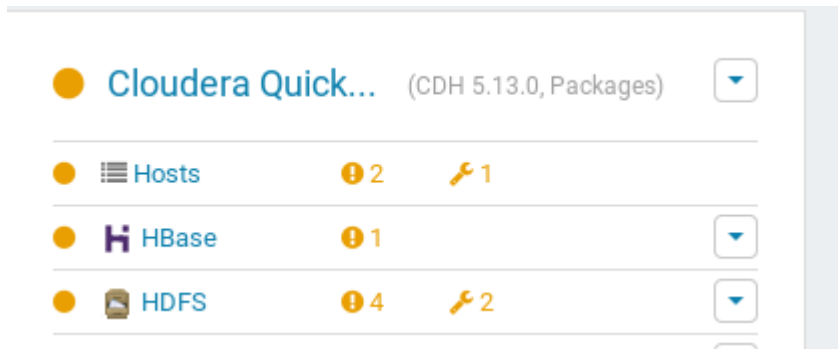 Cloudera Quick... (CDH 5.13.0, Packages)
Hosts 2 1
HBase 1
HDFS 4 2